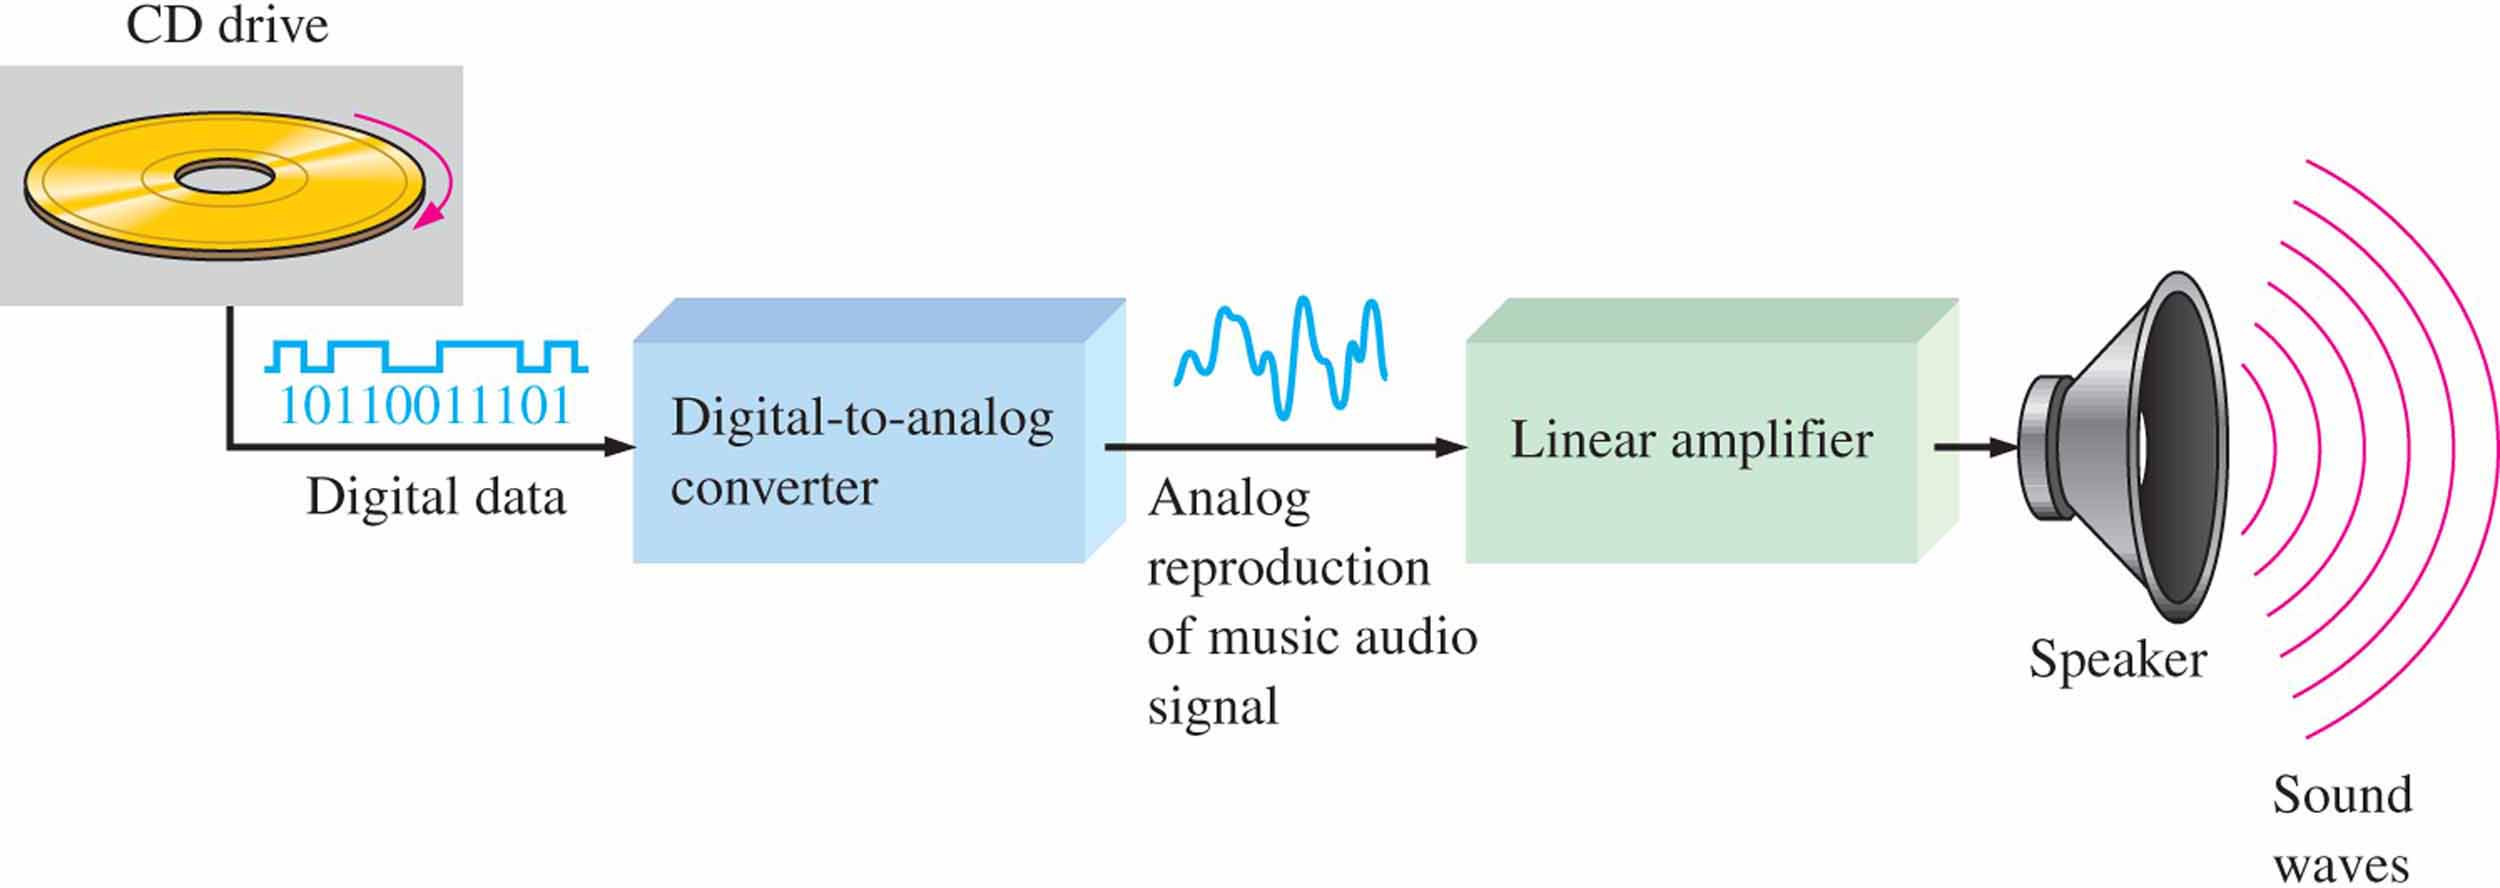 CD drive
10110011101
Digital data
Digital-to-analog
converter
Analog
reproduction
of music audio
signal
Linear amplifier
Speaker
Sound
waves